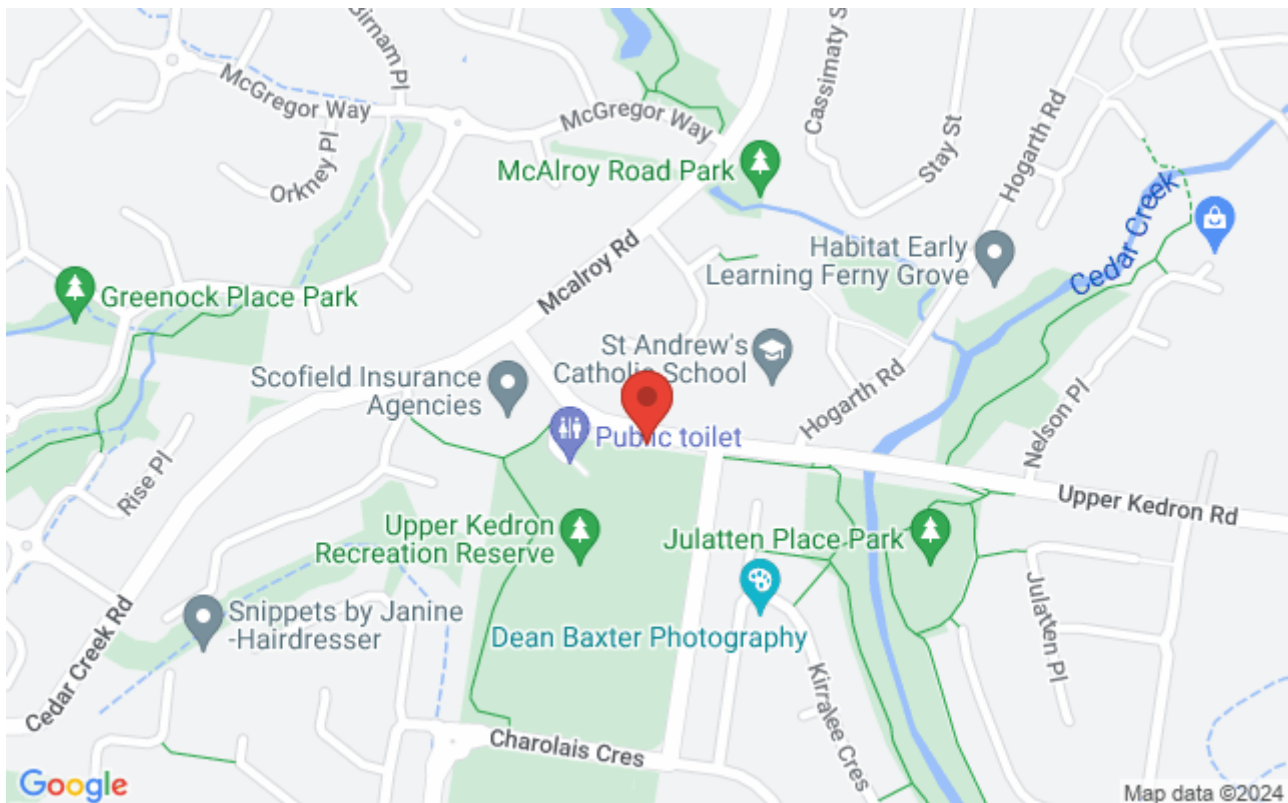 Birnam Pl
McGregor Way
Orkney Pl
McGregor Way
McAlroy Road Park
Cassimaty S
Stay St
Hogarth Rd
Cedar Creek
Habitat Early
Learning Ferny Grove
Mcalroy Rd
Greenock Place Park
St Andrew's
Catholic School
Scofield Insurance
Agencies
Hogarth Rd
Nelson Pl
Public toilet
Rise Pl
Upper Kedron Rd
Upper Kedron
Recreation Reserve
Julatten Place Park
Julatten Pl
Snippets by Janine
-Hairdresser
Dean Baxter Photography
Kirralee Cres
Cedar Creek Rd
Charolais Cres
Google
Map data ©2024